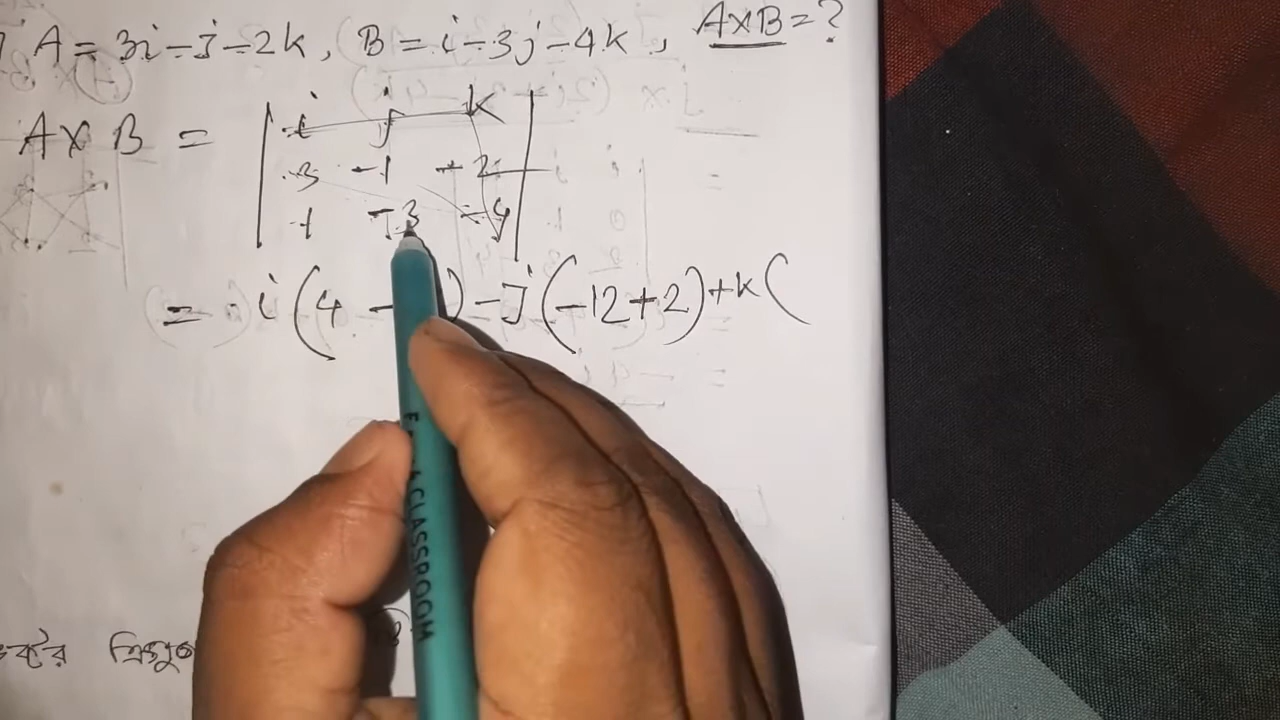 A = 3i - j - 2k, B = i - 3j - 4k, A×B = ?
A × B = | i j k |
3 -1 -2
1 -3 -4
= i(4 - ) - j(-12+2) + k(
CLASSROOM